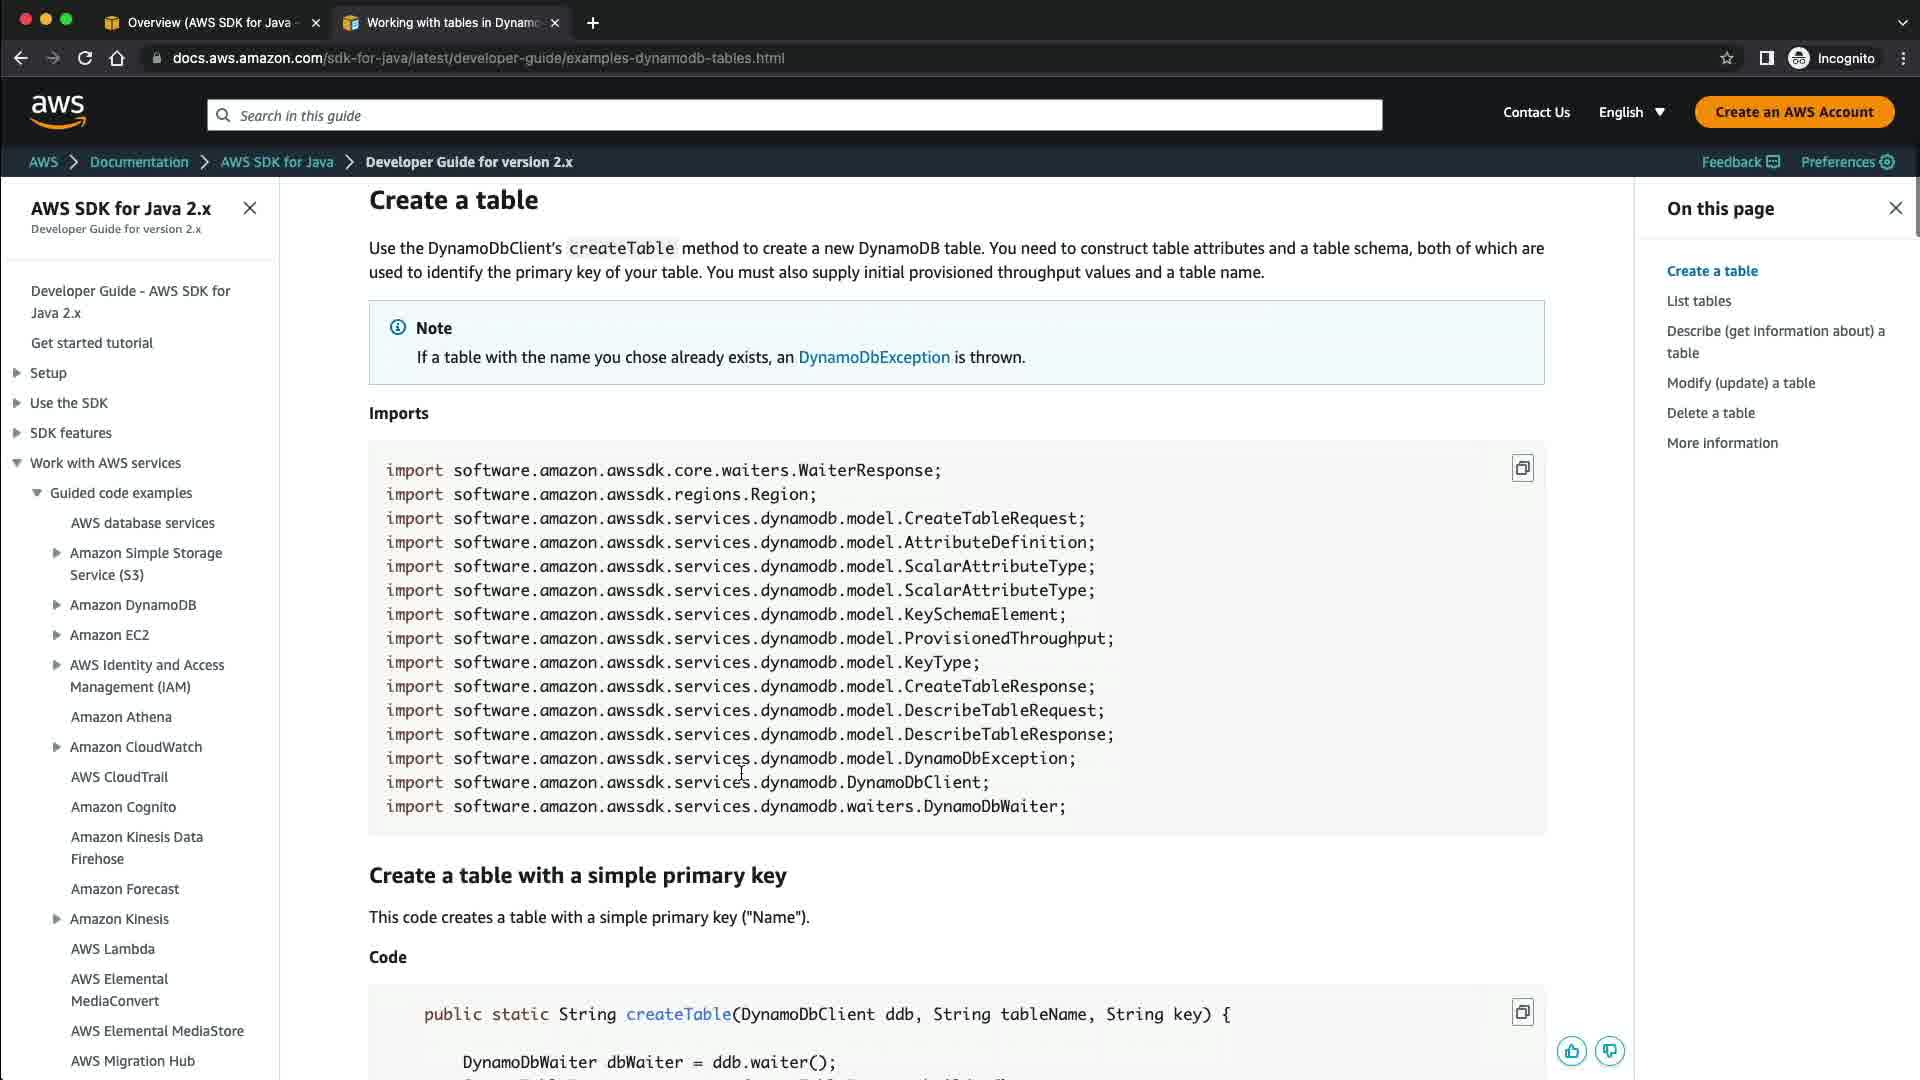 Overview (AWS SDK for Java -
Working with tables in Dynamo
docs.aws.amazon.com/sdk-for-java/latest/developer-guide/examples-dynamodb-tables.html
Incognito
aws
Search in this guide
Contact Us
English
Create an AWS Account
AWS
Documentation
AWS SDK for Java
Developer Guide for version 2.x
Feedback
Preferences
AWS SDK for Java 2.x
Developer Guide for version 2.x
Developer Guide - AWS SDK for
Java 2.x
Get started tutorial
Setup
Use the SDK
SDK features
Work with AWS services
Guided code examples
AWS database services
Amazon Simple Storage
Service (S3)
Amazon DynamoDB
Amazon EC2
AWS Identity and Access
Management (IAM)
Amazon Athena
Amazon CloudWatch
AWS CloudTrail
Amazon Cognito
Amazon Kinesis Data
Firehose
Amazon Forecast
Amazon Kinesis
AWS Lambda
AWS Elemental
MediaConvert
AWS Elemental MediaStore
AWS Migration Hub
Create a table
Use the DynamoDbClient's createTable method to create a new DynamoDB table. You need to construct table attributes and a table schema, both of which are
used to identify the primary key of your table. You must also supply initial provisioned throughput values and a table name.
Note
If a table with the name you chose already exists, an DynamoDbException is thrown.
Imports
import software.amazon.awssdk.core.waiters.WaiterResponse;
import software.amazon.awssdk.regions.Region;
import software.amazon.awssdk.services.dynamodb.model.CreateTableRequest;
import software.amazon.awssdk.services.dynamodb.model.AttributeDefinition;
import software.amazon.awssdk.services.dynamodb.model.ScalarAttributeType;
import software.amazon.awssdk.services.dynamodb.model.ScalarAttributeType;
import software.amazon.awssdk.services.dynamodb.model.KeySchemaElement;
import software.amazon.awssdk.services.dynamodb.model.ProvisionedThroughput;
import software.amazon.awssdk.services.dynamodb.model.KeyType;
import software.amazon.awssdk.services.dynamodb.model.CreateTableResponse;
import software.amazon.awssdk.services.dynamodb.model.DescribeTableRequest;
import software.amazon.awssdk.services.dynamodb.model.DescribeTableResponse;
import software.amazon.awssdk.services.dynamodb.model.DynamoDbException;
import software.amazon.awssdk.services.dynamodb.DynamoDbClient;
import software.amazon.awssdk.services.dynamodb.waiters.DynamoDbWaiter;
Create a table with a simple primary key
This code creates a table with a simple primary key ("Name").
Code
public static String createTable(DynamoDbClient ddb, String tableName, String key) {
DynamoDbWaiter dbWaiter = ddb.waiter();
On this page
Create a table
List tables
Describe (get information about) a
table
Modify (update) a table
Delete a table
More information